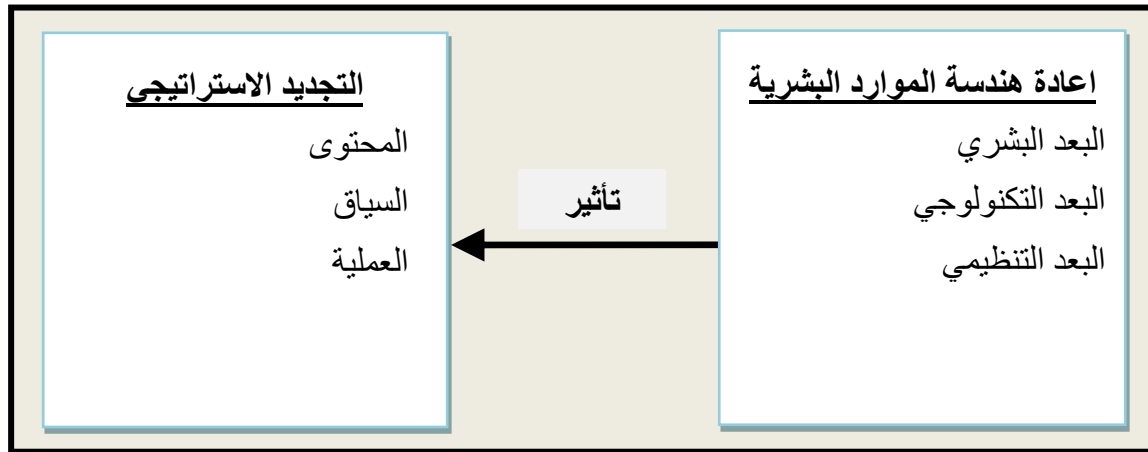 اعادة هندسة الموارد البشرية
البعد البشري
البعد التكنولوجي
البعد التنظيمي
تأثير
التجديد الاستراتيجي
المحتوى
السياق
العملية